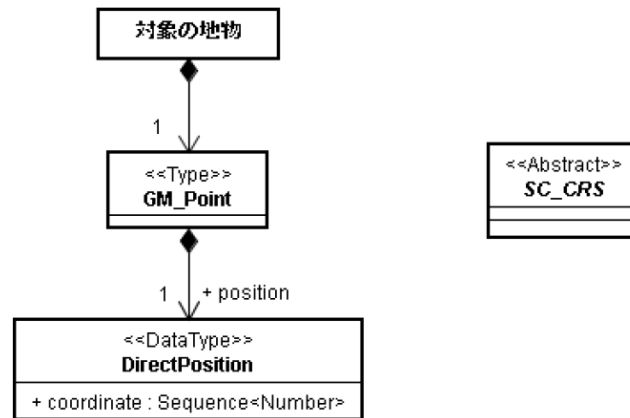 対象の地物
1
<<Type>>
GM_Point
<<Abstract>>
SC_CRS
1
+ position
<<DataType>>
DirectPosition
+ coordinate : Sequence<Number>